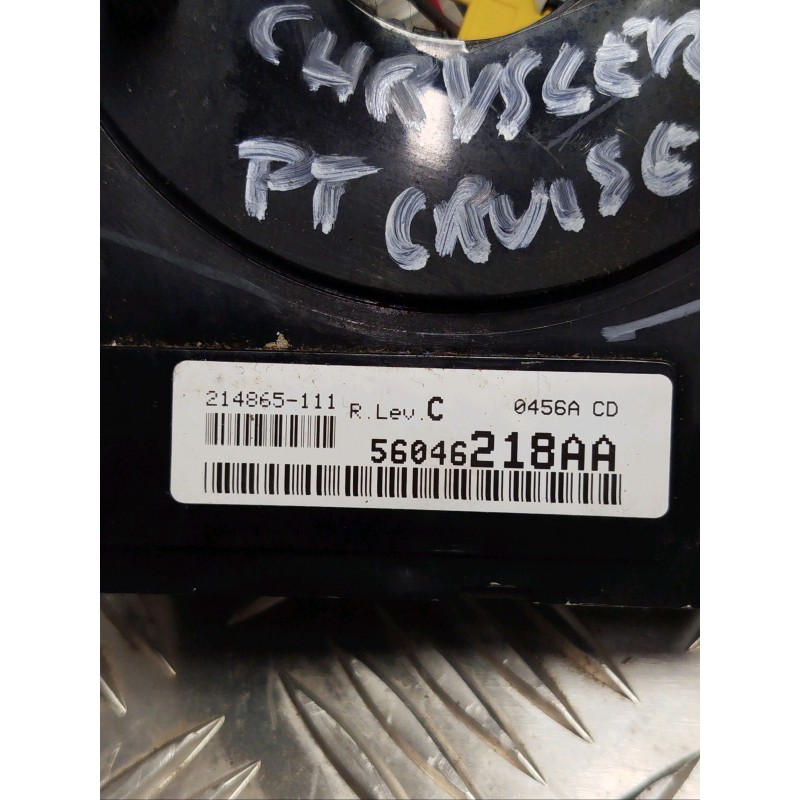 CHRYSLER
PT CRUISE
214865-111 R.Lev.C 0456A CD
56046218AA